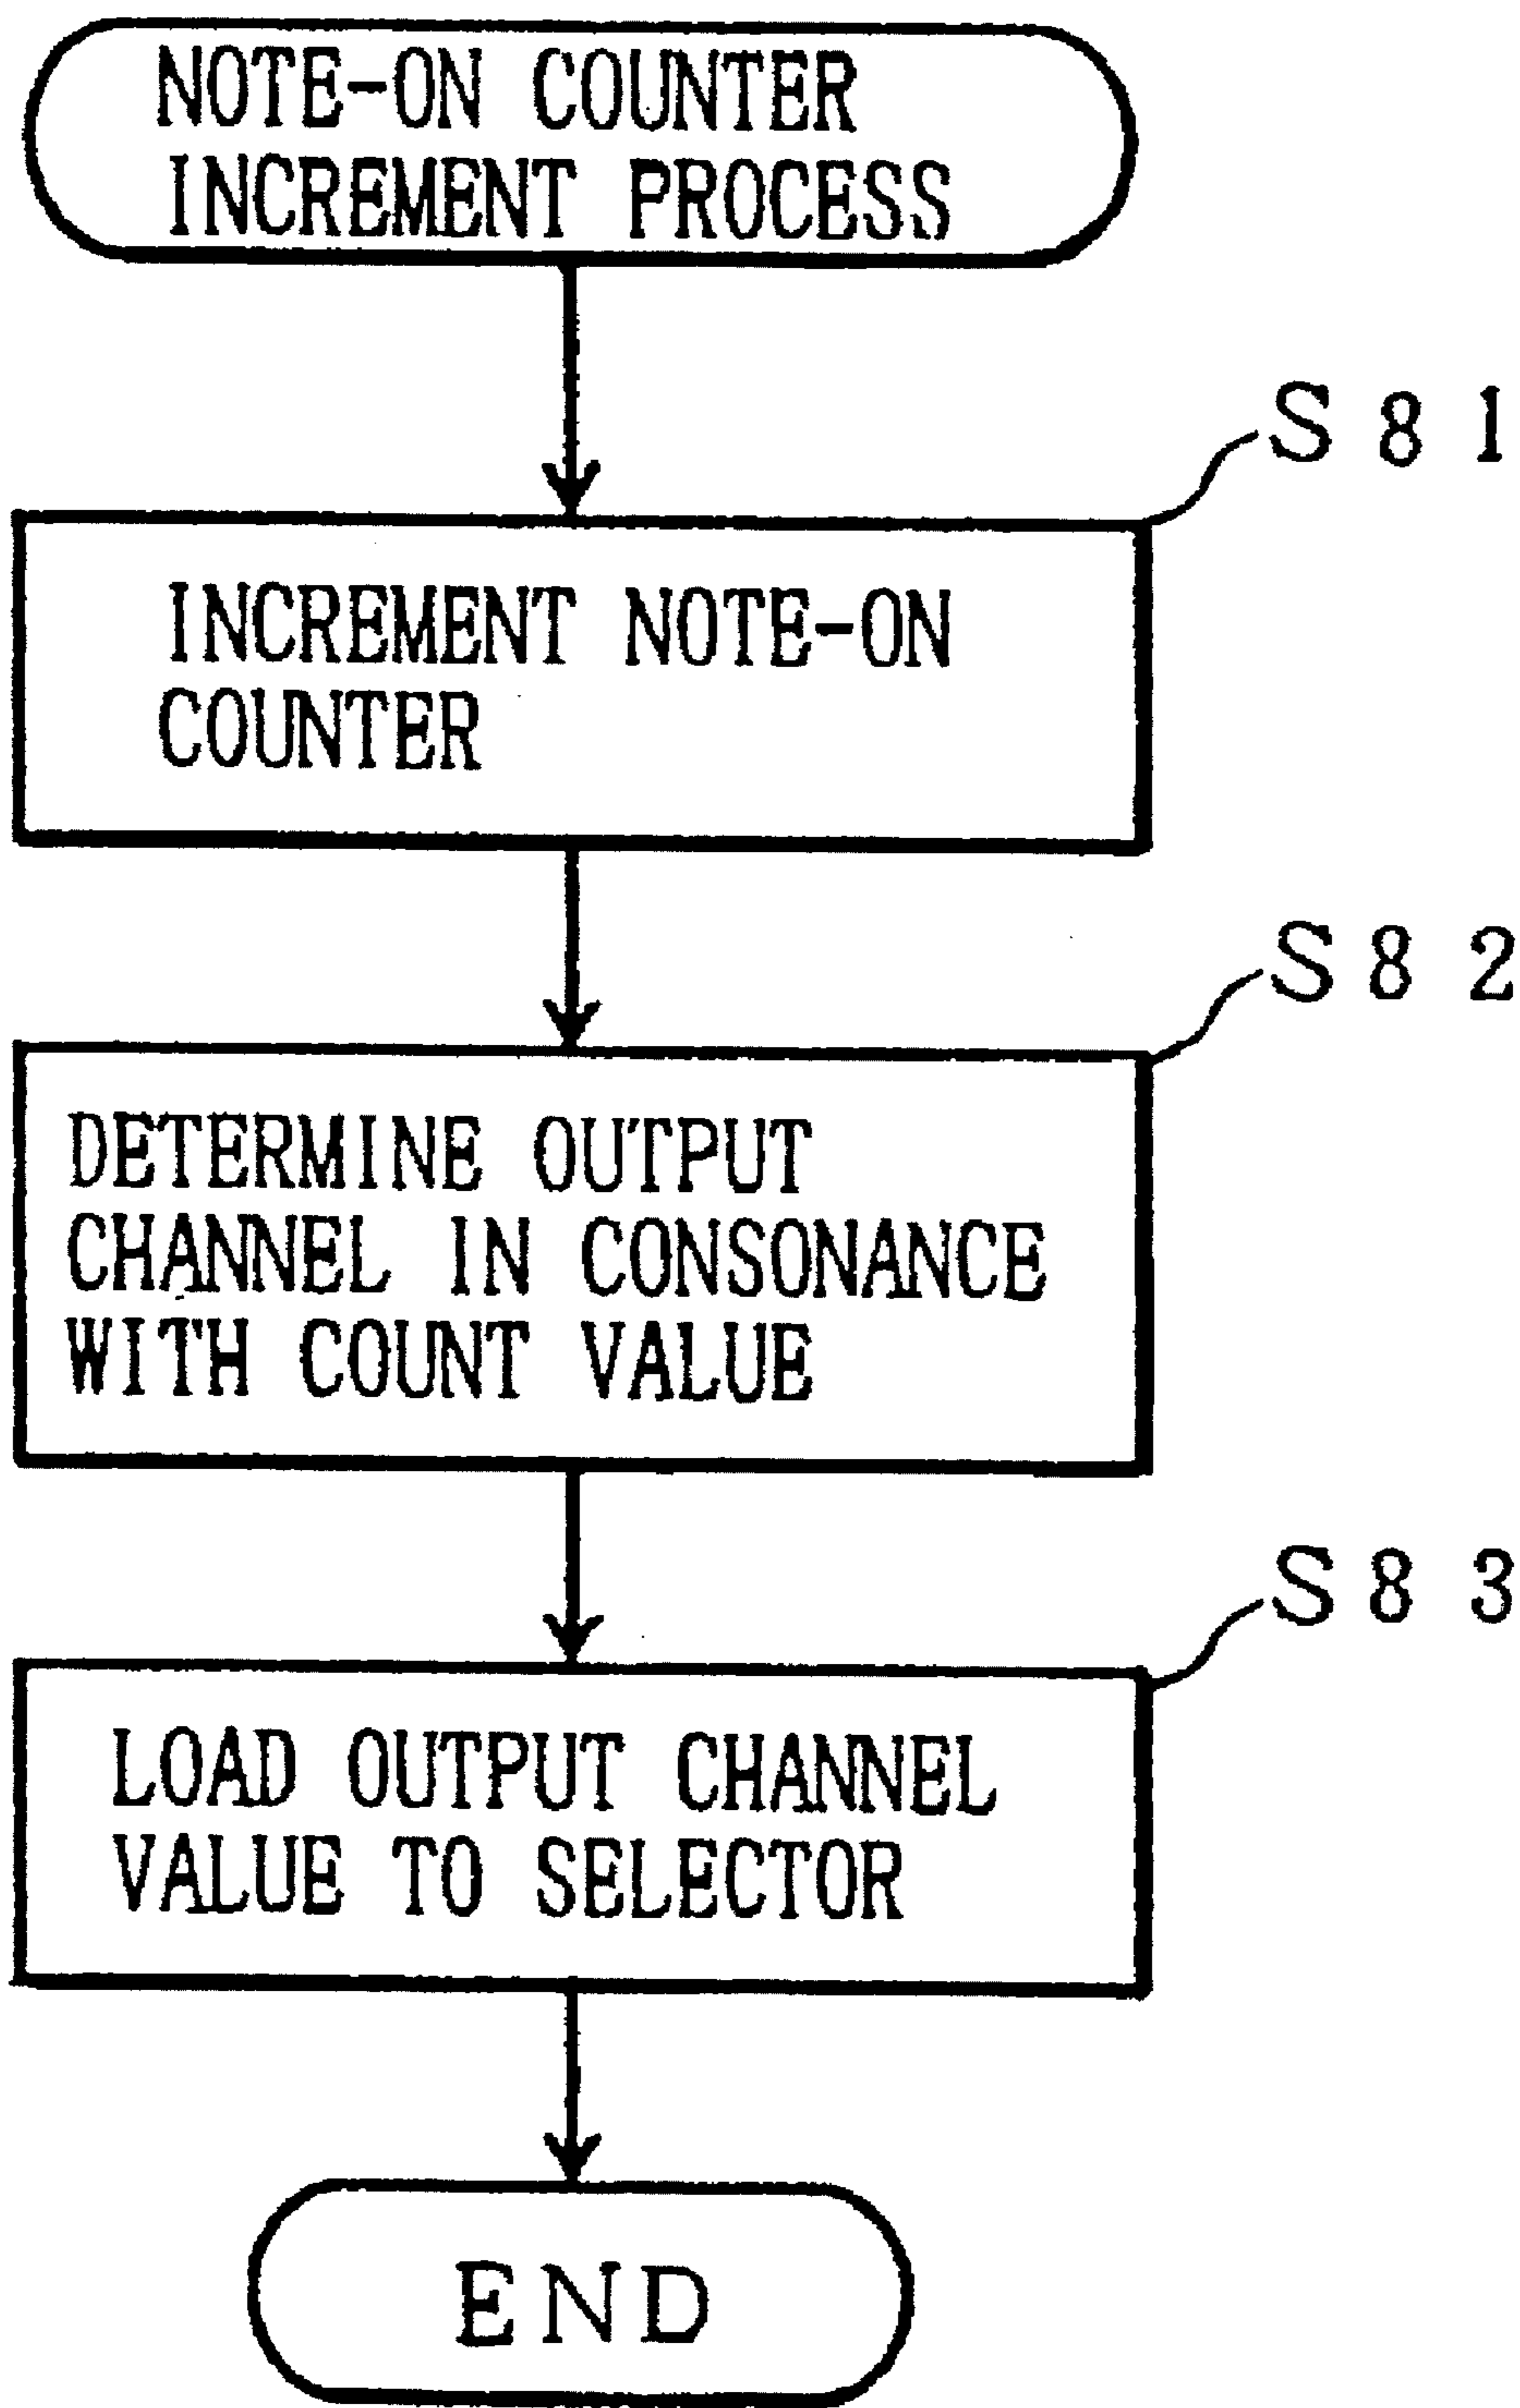 NOTE-ON COUNTER
INCREMENT PROCESS
S81
INCREMENT NOTE-ON
COUNTER
S82
DETERMINE OUTPUT
CHANNEL IN CONSONANCE
WITH COUNT VALUE
S83
LOAD OUTPUT CHANNEL
VALUE TO SELECTOR
END